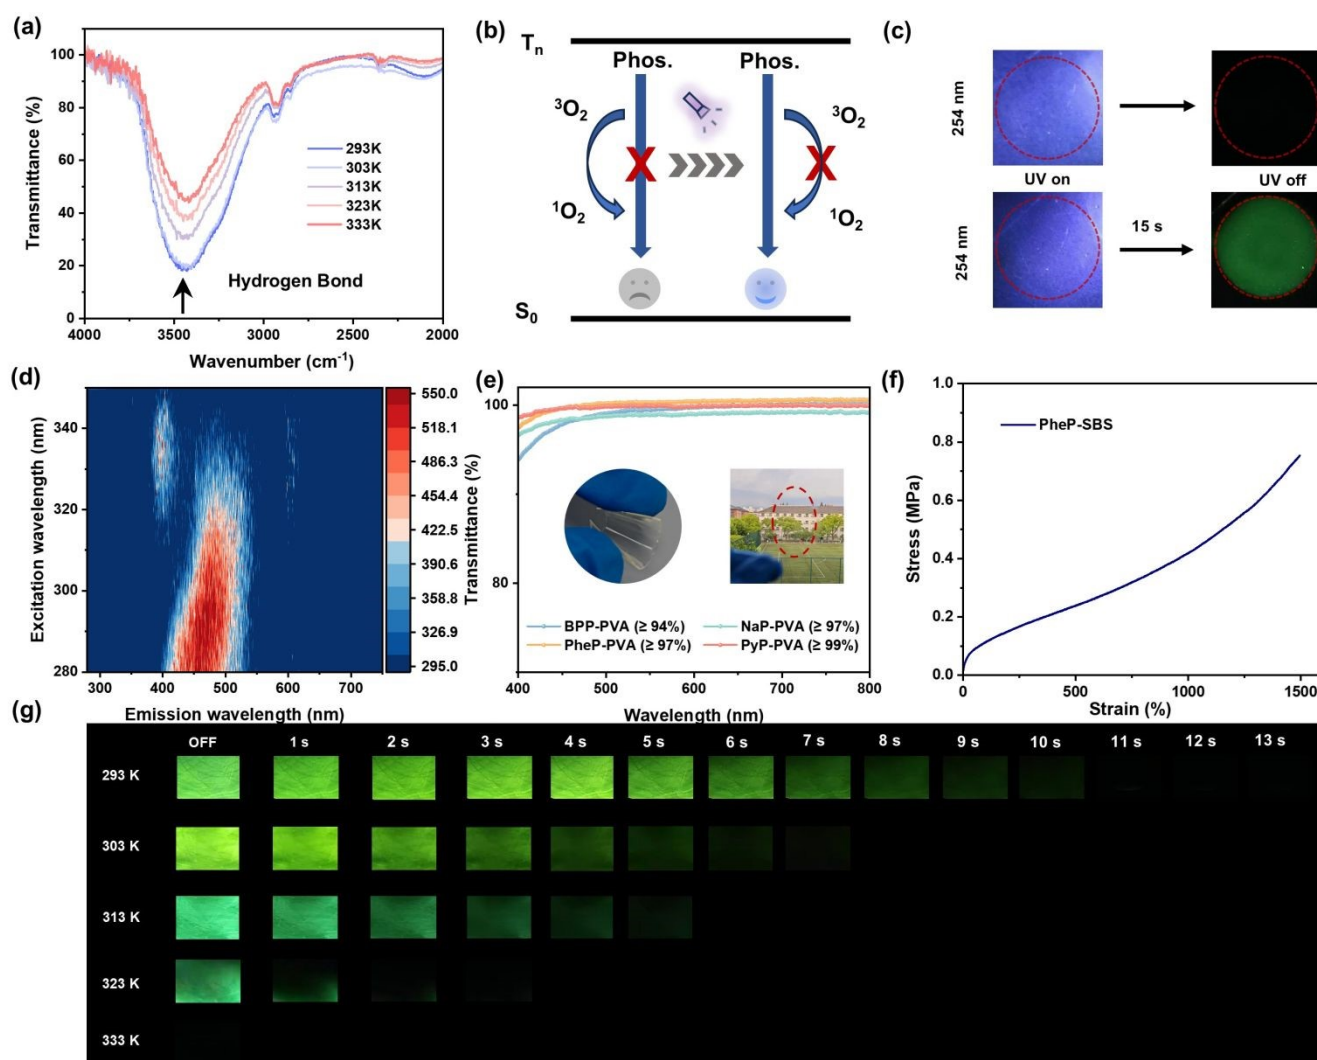 (a)
100
80
60
40
20
0
Transmittance (%)
293K
303K
313K
323K
333K
Hydrogen Bond
4000 3500 3000 2500 2000
Wavenumber (cm⁻¹)
(b)
Tₙ
Phos. Phos.
³O₂ ³O₂
X X
¹O₂ ¹O₂
S₀
(c)
254 nm
UV on UV off
254 nm
15 s
(d)
340
320
300
280
Excitation wavelength (nm)
300 400 500 600 700
Emission wavelength (nm)
550.0
518.1
486.3
454.4
422.5
390.6
358.8
326.9
295.0
(e)
100
80
Transmittance (%)
BPP-PVA (≥ 94%) NaP-PVA (≥ 97%)
PheP-PVA (≥ 97%) PyP-PVA (≥ 99%)
400 500 600 700 800
Wavelength (nm)
(f)
1.0
0.8
0.6
0.4
0.2
0.0
Stress (MPa)
PheP-SBS
0 500 1000 1500
Strain (%)
(g)
OFF 1 s 2 s 3 s 4 s 5 s 6 s 7 s 8 s 9 s 10 s 11 s 12 s 13 s
293 K
303 K
313 K
323 K
333 K